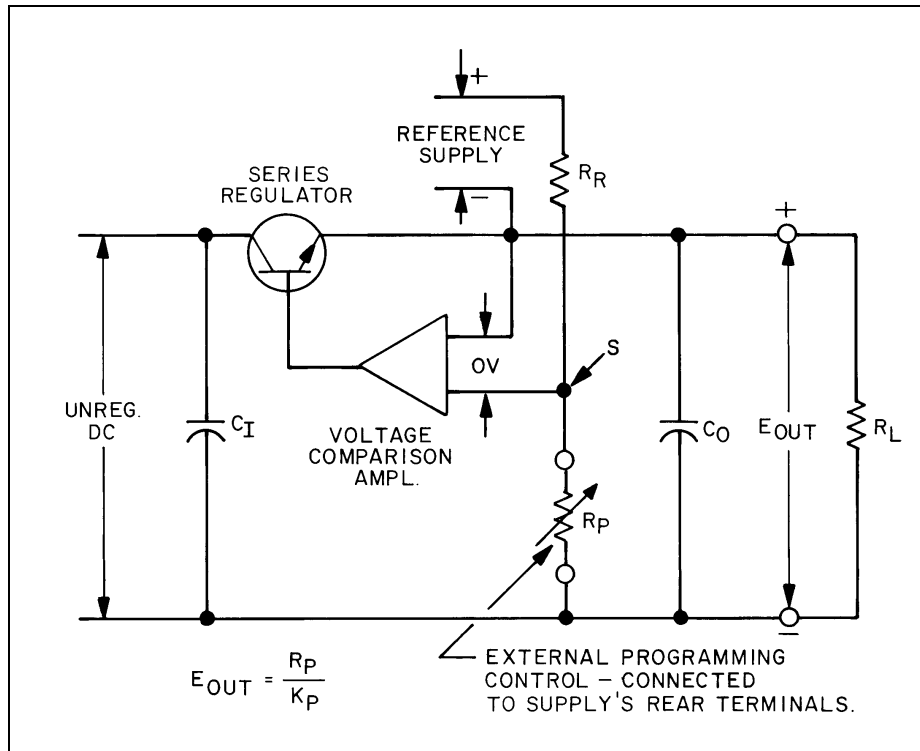 +
REFERENCE
SUPPLY
−
R_R
SERIES
REGULATOR
+
S
OV
UNREG.
DC
C_I
VOLTAGE
COMPARISON
AMPL.
C_O
E_OUT
R_L
R_P
−
E_OUT = R_P / K_P
EXTERNAL PROGRAMMING
CONTROL – CONNECTED
TO SUPPLY'S REAR TERMINALS.